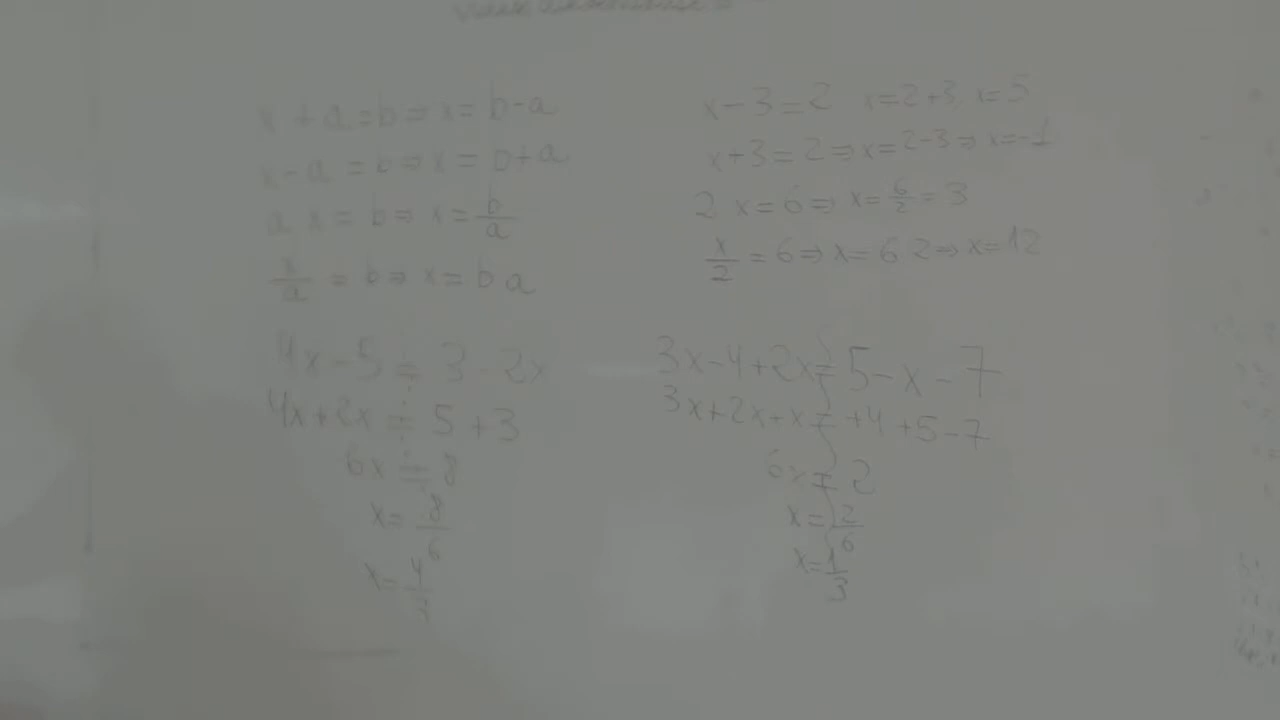 x + a = b ⇒ x = b - a
x - a = b ⇒ x = b + a
a x = b ⇒ x = b/a
x/a = b ⇒ x = b a
x - 3 = 2 x = 2 + 3 x = 5
x + 3 = 2 ⇒ x = 2 - 3 ⇒ x = -1
2 x = 6 ⇒ x = 6/2 = 3
x/2 = 6 ⇒ x = 6 2 ⇒ x = 12
4x - 5 = 3 - 2x
4x + 2x = 5 + 3
6x = 8
x = 8/6
x = 4/3
3x - 4 + 2x = 5 - x - 7
3x + 2x + x = +4 + 5 - 7
6x = 2
x = 2/6
x = 1/3